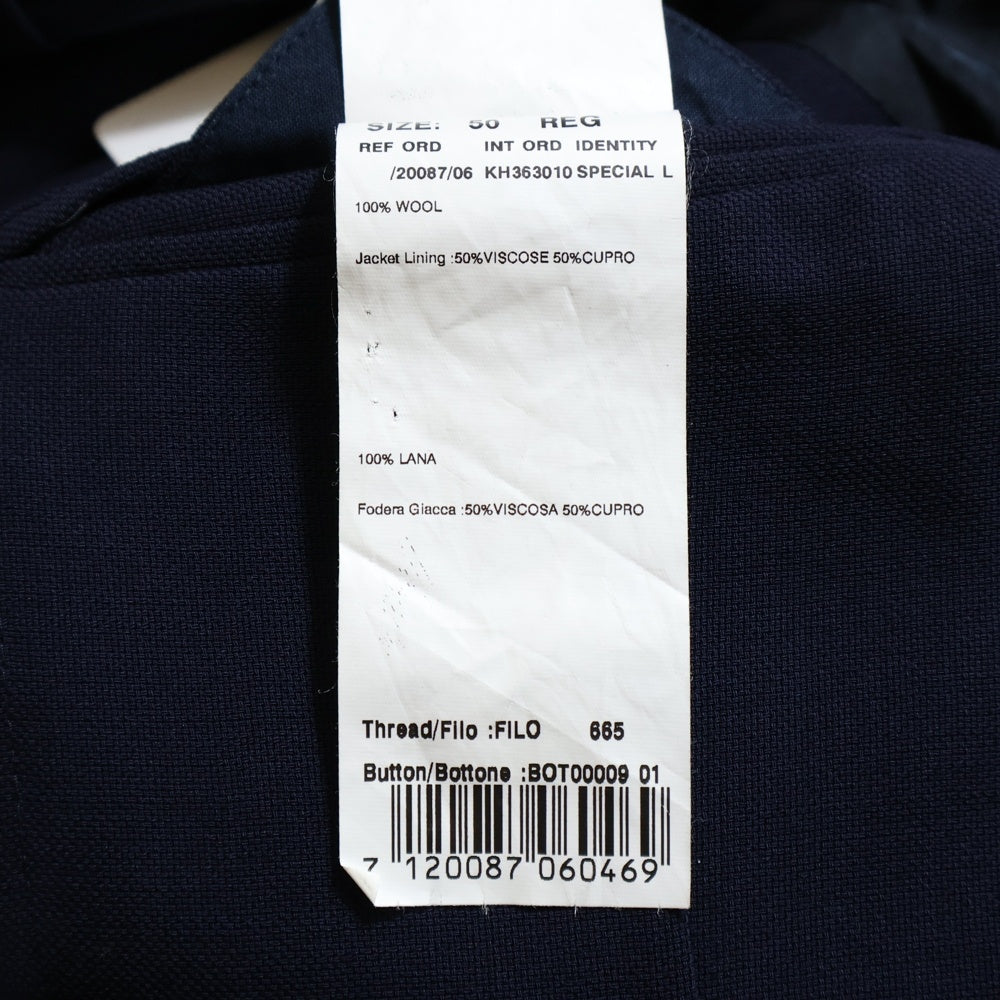 SIZE: 50 REG
REF ORD INT ORD IDENTITY
/20087/06 KH363010 SPECIAL L
100% WOOL
Jacket Lining :50%VISCOSE 50%CUPRO
100% LANA
Fodera Giacca :50%VISCOSA 50%CUPRO
Thread/Filo :FILO 665
Button/Bottone :BOT00009 01
7 120087 060469